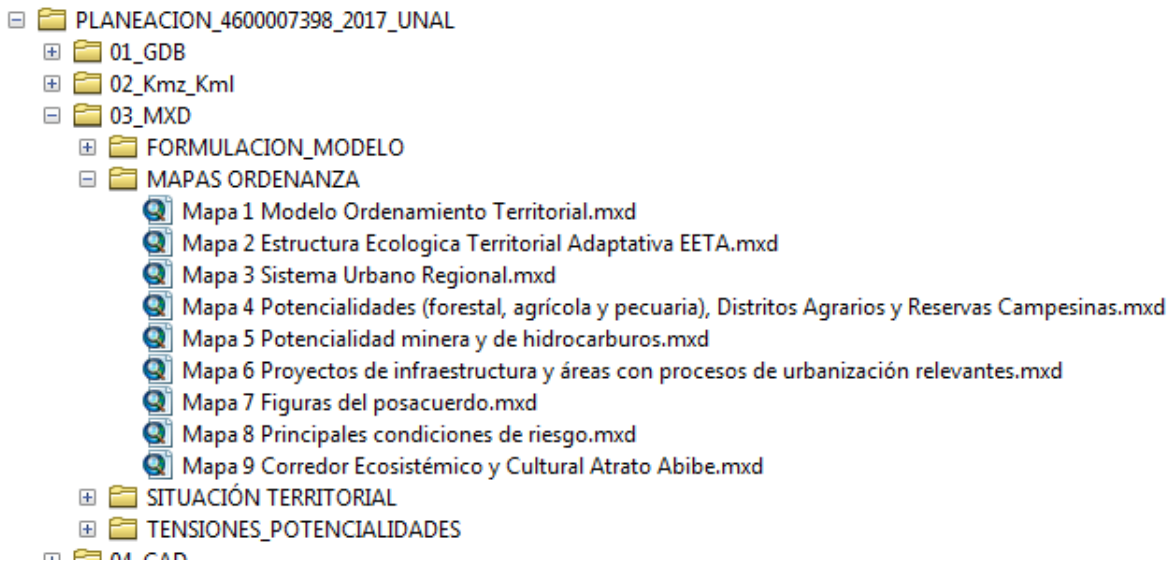 PLANEACION_4600007398_2017_UNAL
01_GDB
02_Kmz_Kml
03_MXD
FORMULACION_MODELO
MAPAS ORDENANZA
Mapa 1 Modelo Ordenamiento Territorial.mxd
Mapa 2 Estructura Ecologica Territorial Adaptativa EETA.mxd
Mapa 3 Sistema Urbano Regional.mxd
Mapa 4 Potencialidades (forestal, agrícola y pecuaria), Distritos Agrarios y Reservas Campesinas.mxd
Mapa 5 Potencialidad minera y de hidrocarburos.mxd
Mapa 6 Proyectos de infraestructura y áreas con procesos de urbanización relevantes.mxd
Mapa 7 Figuras del posacuerdo.mxd
Mapa 8 Principales condiciones de riesgo.mxd
Mapa 9 Corredor Ecosistémico y Cultural Atrato Abibe.mxd
SITUACIÓN TERRITORIAL
TENSIONES_POTENCIALIDADES
04_CAD